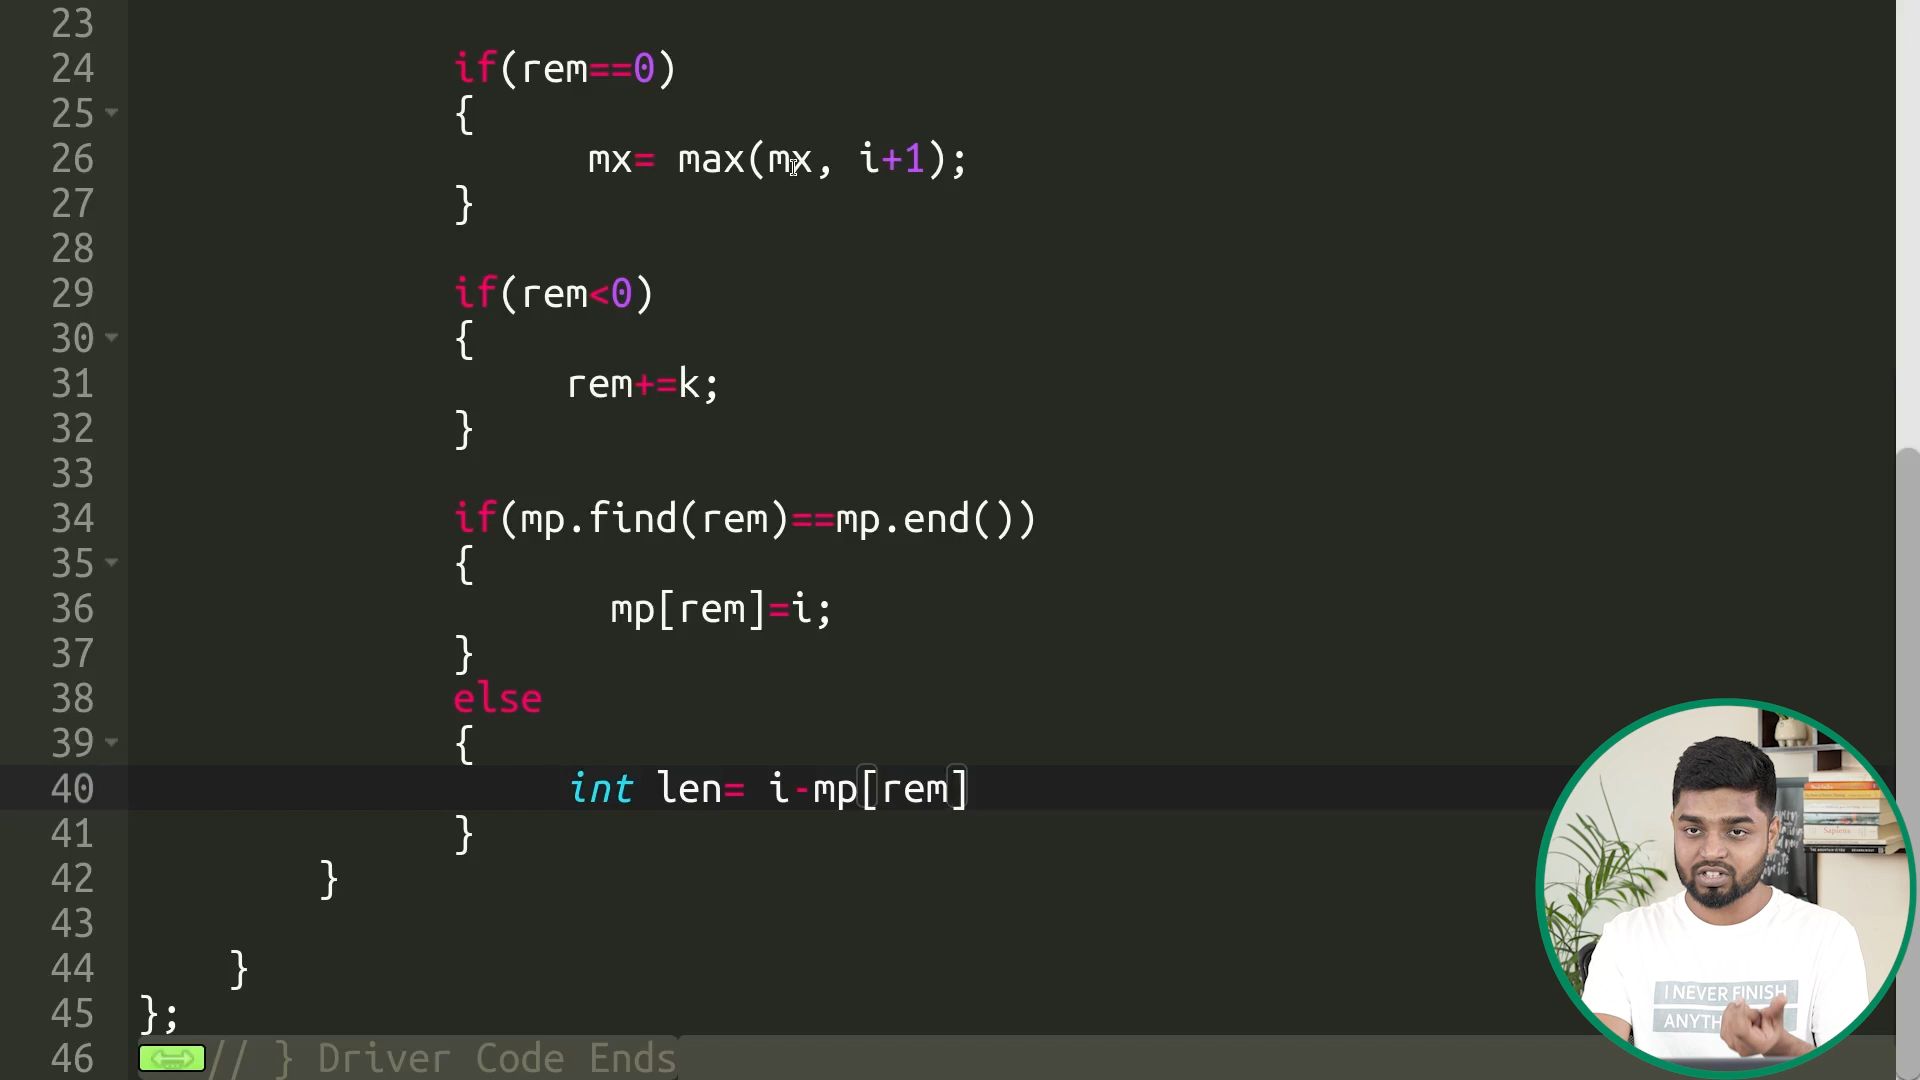 23
24 if(rem==0)
25 {
26 mx= max(mx, i+1);
27 }
28
29 if(rem<0)
30 {
31 rem+=k;
32 }
33
34 if(mp.find(rem)==mp.end())
35 {
36 mp[rem]=i;
37 }
38 else
39 {
40 int len= i-mp[rem]
41 }
42 }
43
44 }
45 };
46 // } Driver Code Ends
Sapiens
I NEVER FINISH
ANYTH